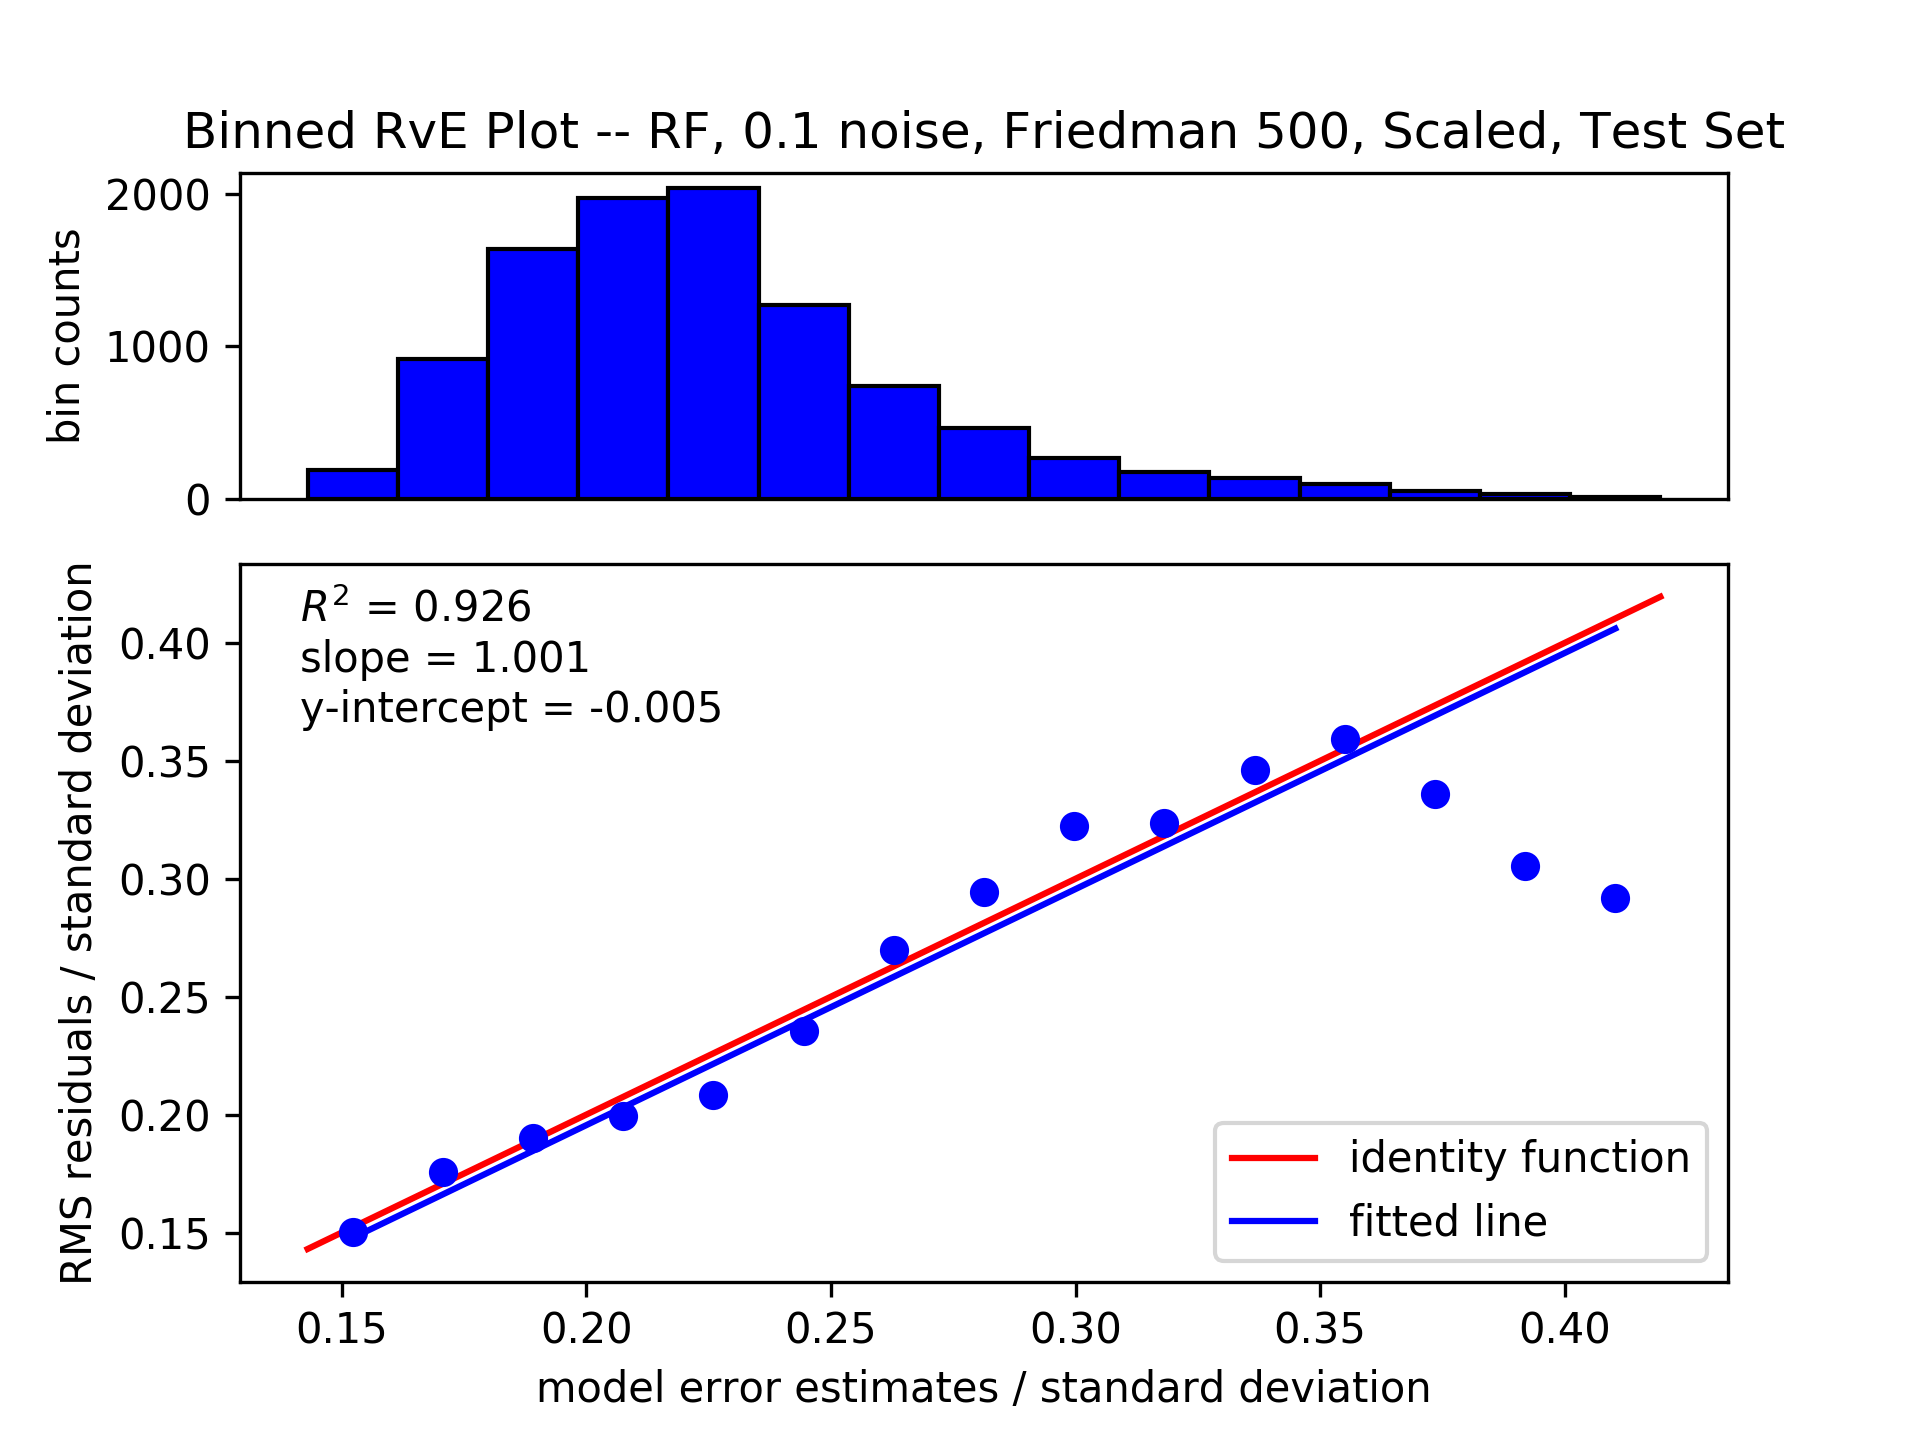 Binned RvE Plot -- RF, 0.1 noise, Friedman 500, Scaled, Test Set
2000
1000
0
bin counts
R² = 0.926
slope = 1.001
y-intercept = -0.005
0.40
0.35
0.30
0.25
0.20
0.15
RMS residuals / standard deviation
identity function
fitted line
0.15 0.20 0.25 0.30 0.35 0.40
model error estimates / standard deviation